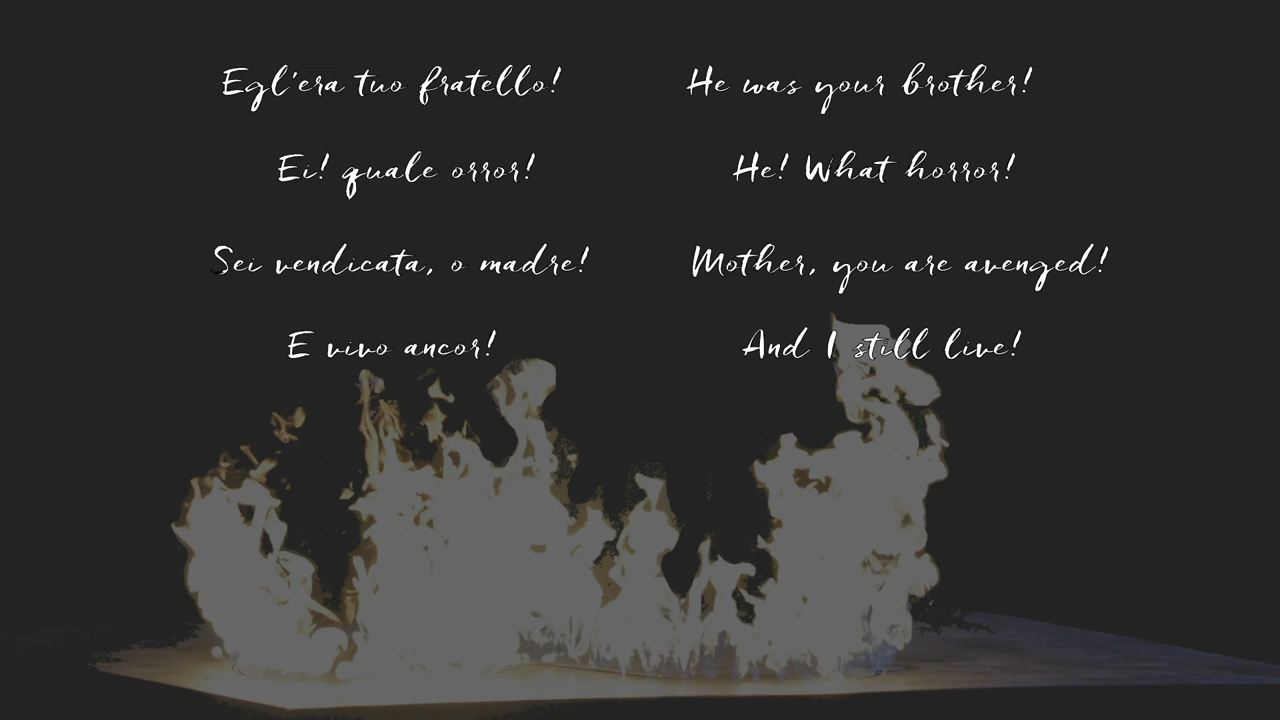 Egl'era tuo fratello!
He was your brother!
Ei! quale orror!
He! What horror!
Sei vendicata, o madre!
Mother, you are avenged!
E vivo ancor!
And I still live!